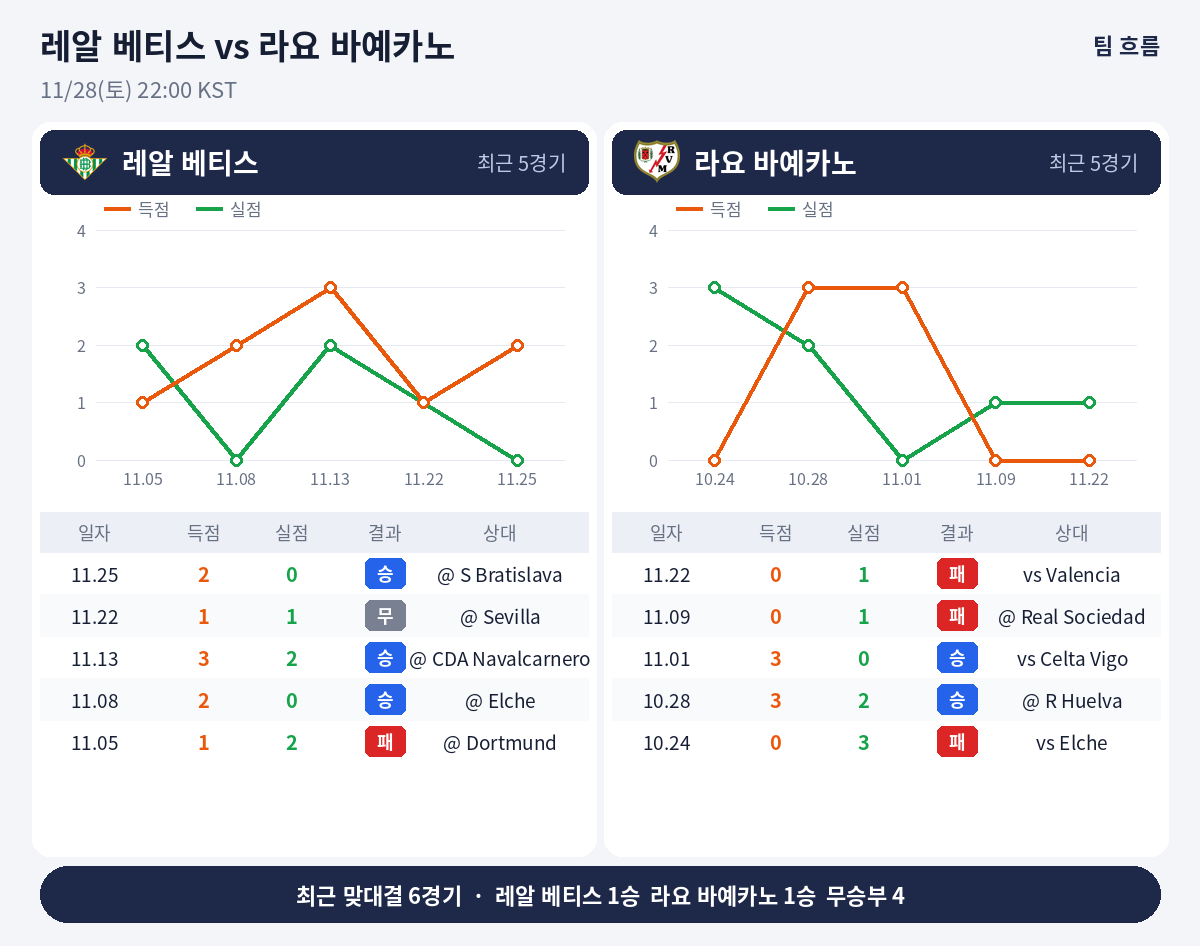 레알 베티스 vs 라요 바예카노
팀 흐름
11/28(토) 22:00 KST
레알 베티스
최근 5경기
득점 실점
4
3
2
1
0
11.05 11.08 11.13 11.22 11.25
일자 득점 실점 결과 상대
11.25 2 0 승 @ S Bratislava
11.22 1 1 무 @ Sevilla
11.13 3 2 승 @ CDA Navalcarnero
11.08 2 0 승 @ Elche
11.05 1 2 패 @ Dortmund
RVM
라요 바예카노
최근 5경기
득점 실점
4
3
2
1
0
10.24 10.28 11.01 11.09 11.22
일자 득점 실점 결과 상대
11.22 0 1 패 vs Valencia
11.09 0 1 패 @ Real Sociedad
11.01 3 0 승 vs Celta Vigo
10.28 3 2 승 @ R Huelva
10.24 0 3 패 vs Elche
최근 맞대결 6경기 · 레알 베티스 1승 라요 바예카노 1승 무승부 4